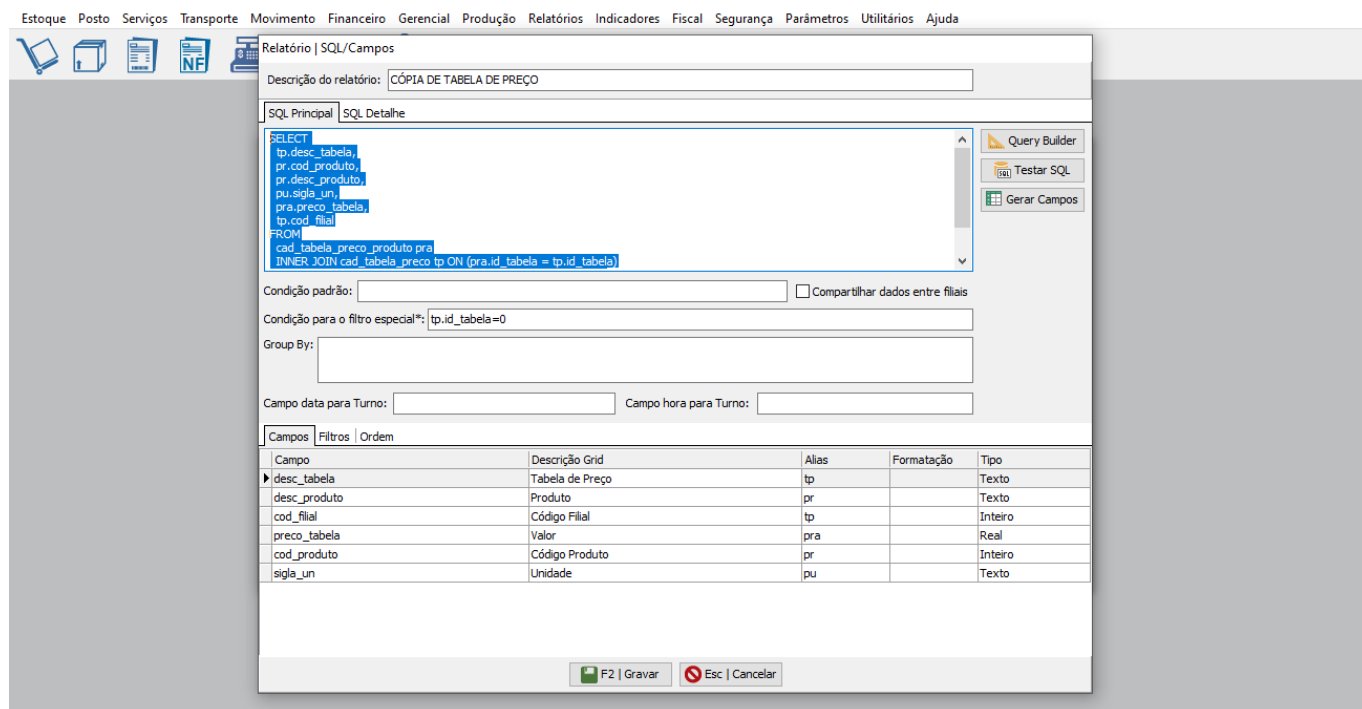 Estoque Posto Serviços Transporte Movimento Financeiro Gerencial Produção Relatórios Indicadores Fiscal Segurança Parâmetros Utilitários Ajuda
NF
Relatório | SQL/Campos
Descrição do relatório: CÓPIA DE TABELA DE PREÇO
SQL Principal SQL Detalhe
SELECT
tp.desc_tabela,
pr.cod_produto,
pr.desc_produto,
pu.sigla_un,
pra.preco_tabela,
tp.cod_filial
FROM
cad_tabela_preco_produto pra
INNER JOIN cad_tabela_preco tp ON (pra.id_tabela = tp.id_tabela)
Query Builder
SQL Testar SQL
Gerar Campos
Condição padrão: Compartilhar dados entre filiais
Condição para o filtro especial*: tp.id_tabela=0
Group By:
Campo data para Turno: Campo hora para Turno:
Campos Filtros Ordem
Campo Descrição Grid Alias Formatação Tipo
desc_tabela Tabela de Preço tp Texto
desc_produto Produto pr Texto
cod_filial Código Filial tp Inteiro
preco_tabela Valor pra Real
cod_produto Código Produto pr Inteiro
sigla_un Unidade pu Texto
F2 | Gravar Esc | Cancelar